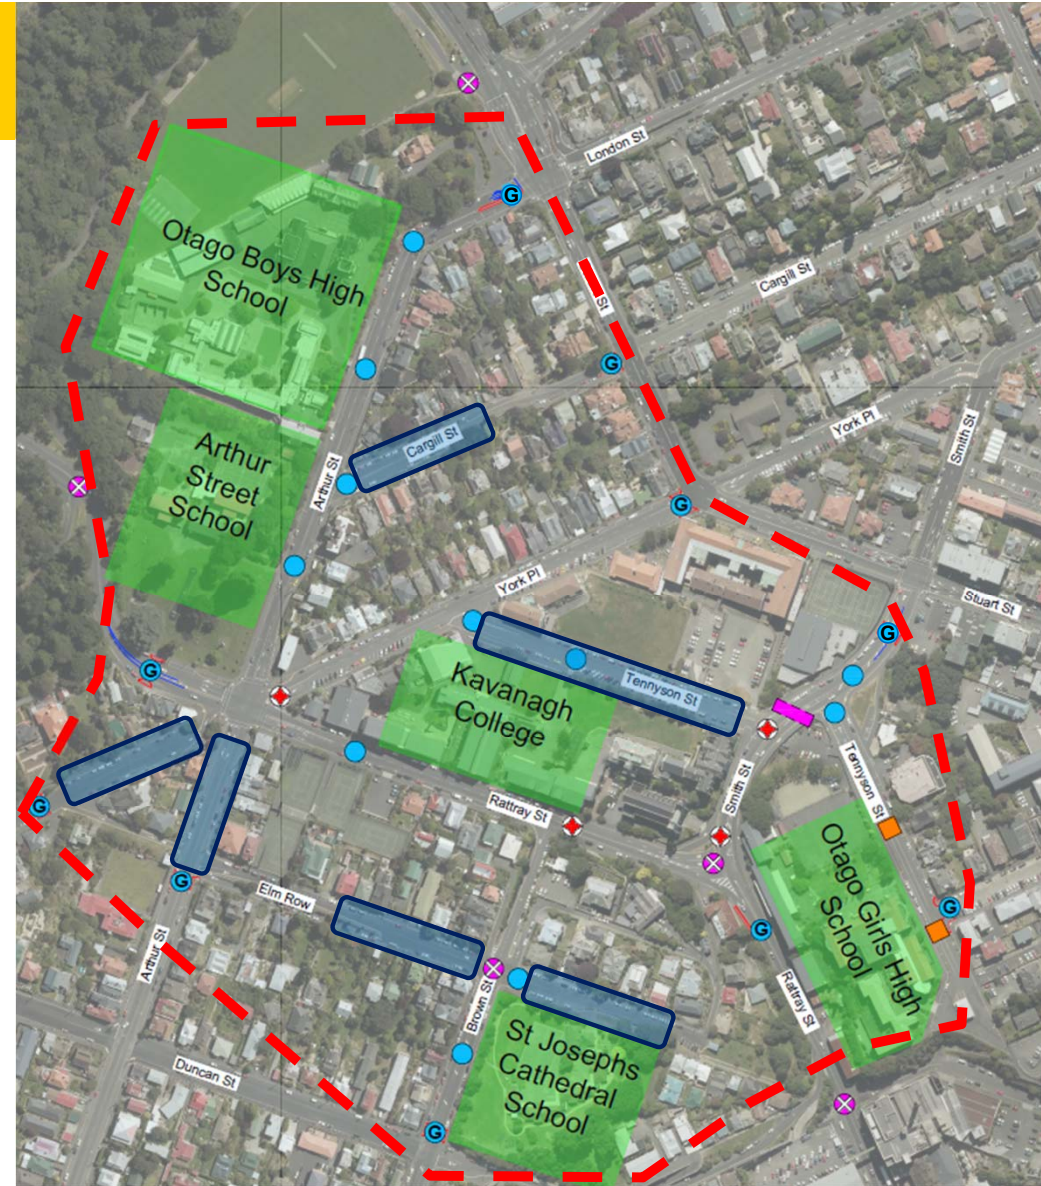 London St
G
Otago Boys High
School
Cargill St
St
G
Arthur
Street
School
Cargill St
Arthur St
York Pl
Smith St
G
York Pl
Stuart St
G
G
Kavanagh
College
Tennyson St
Tennyson St
Smith St
G
Rattray St
Otago Girls High
School
G
Elm Row
G
G
Arthur St
Brown St
Rattray St
St Josephs
Cathedral
School
Duncan St
G